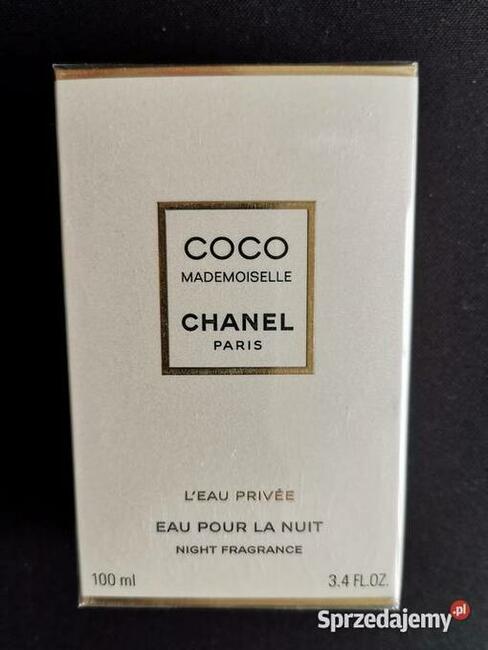 COCO
MADEMOISELLE
CHANEL
PARIS
L'EAU PRIVÉE
EAU POUR LA NUIT
NIGHT FRAGRANCE
100 ml 3.4 FL.OZ.
Sprzedajemy.pl